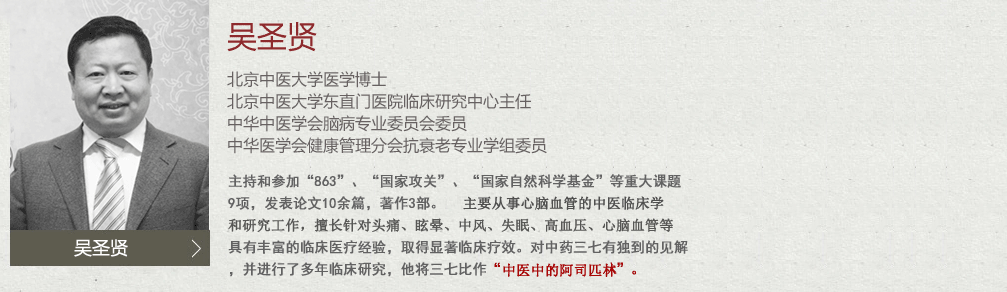 吴圣贤
北京中医大学医学博士
北京中医大学东直门医院临床研究中心主任
中华中医学会脑病专业委员会委员
中华医学会健康管理分会抗衰老专业学组委员
主持和参加“863”、“国家攻关”、“国家自然科学基金”等重大课题
9项，发表论文10余篇，著作3部。 主要从事心脑血管的中医临床学
和研究工作，擅长针对头痛、眩晕、中风、失眠、高血压、心脑血管等
具有丰富的临床医疗经验，取得显著临床疗效。对中药三七有独到的见解
，并进行了多年临床研究，他将三七比作“中医中的阿司匹林”。
吴圣贤